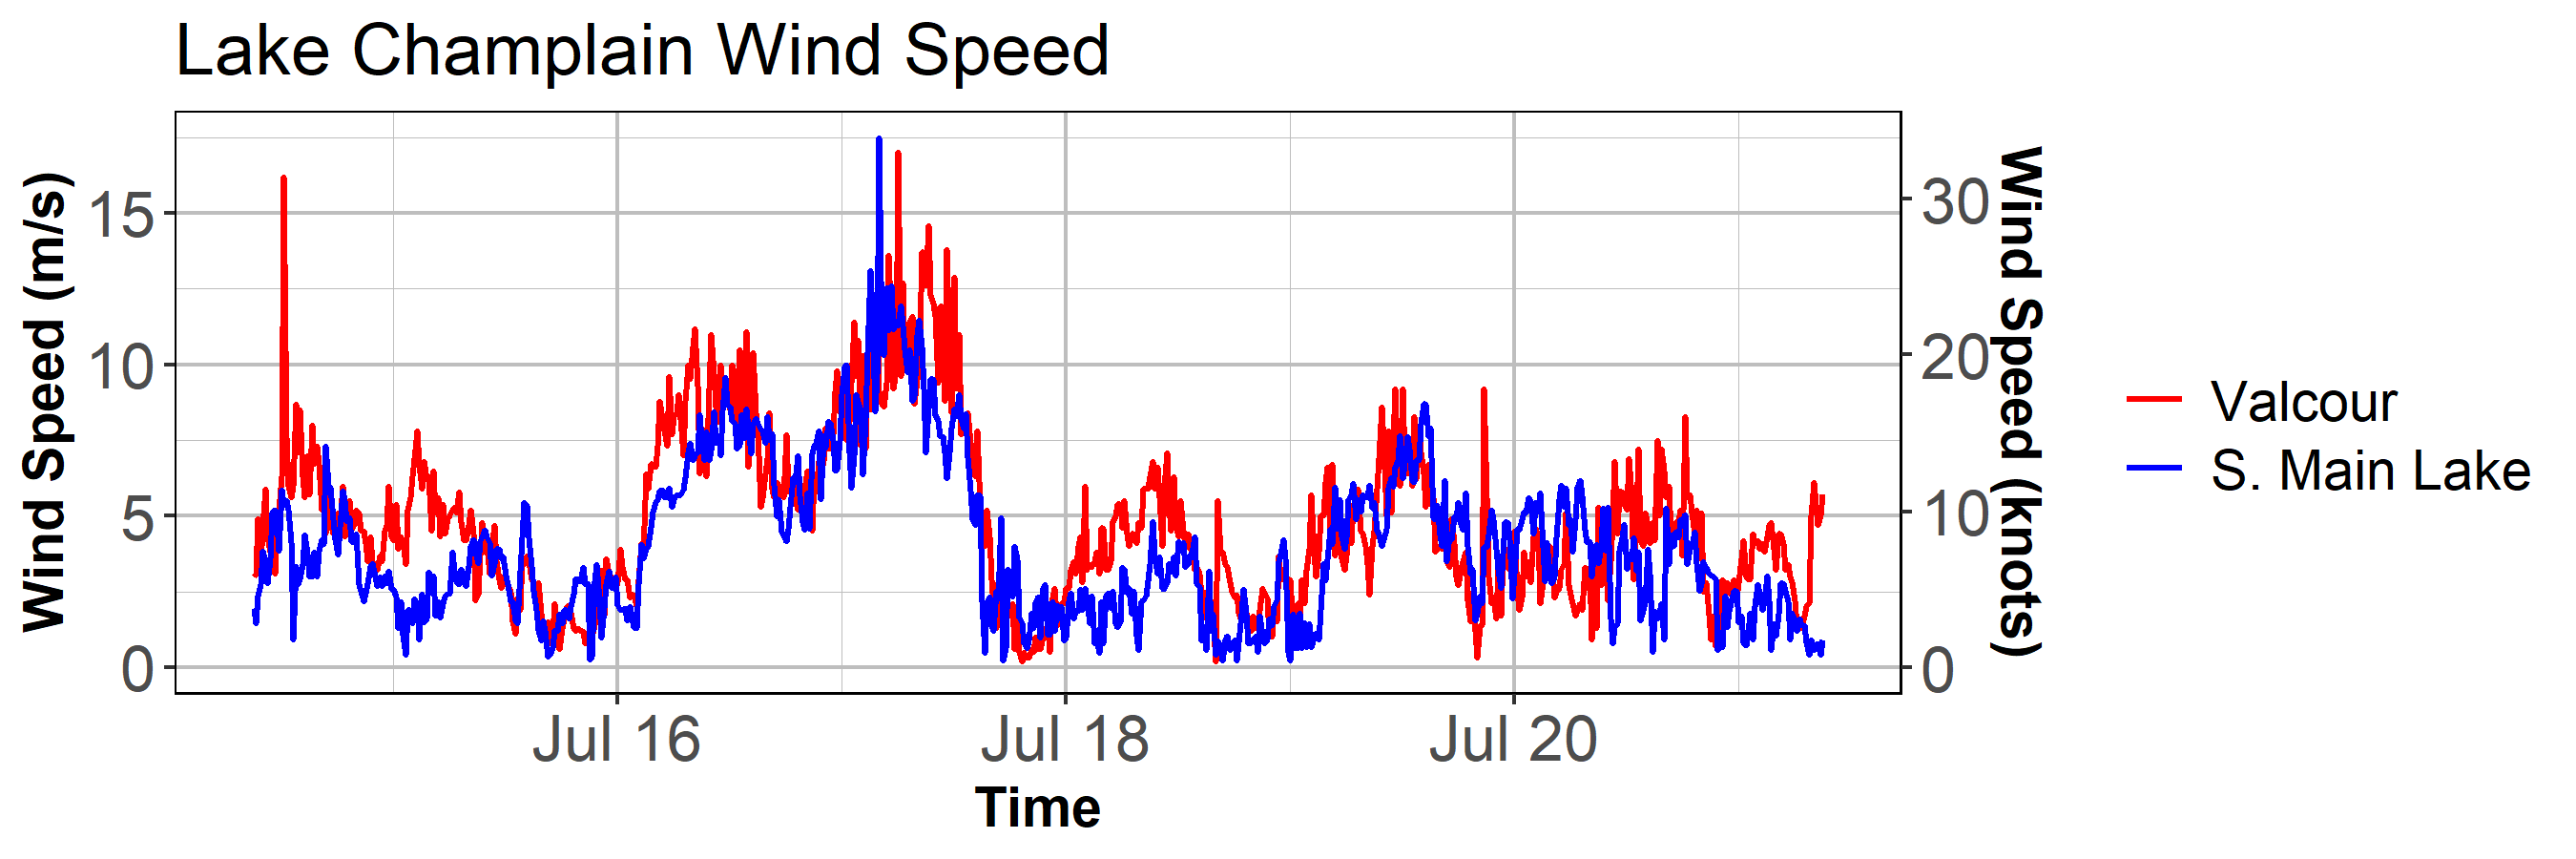 Lake Champlain Wind Speed
Wind Speed (m/s)
15
10
5
0
30
20
10
0
Wind Speed (knots)
Jul 16
Jul 18
Jul 20
Time
Valcour
S. Main Lake